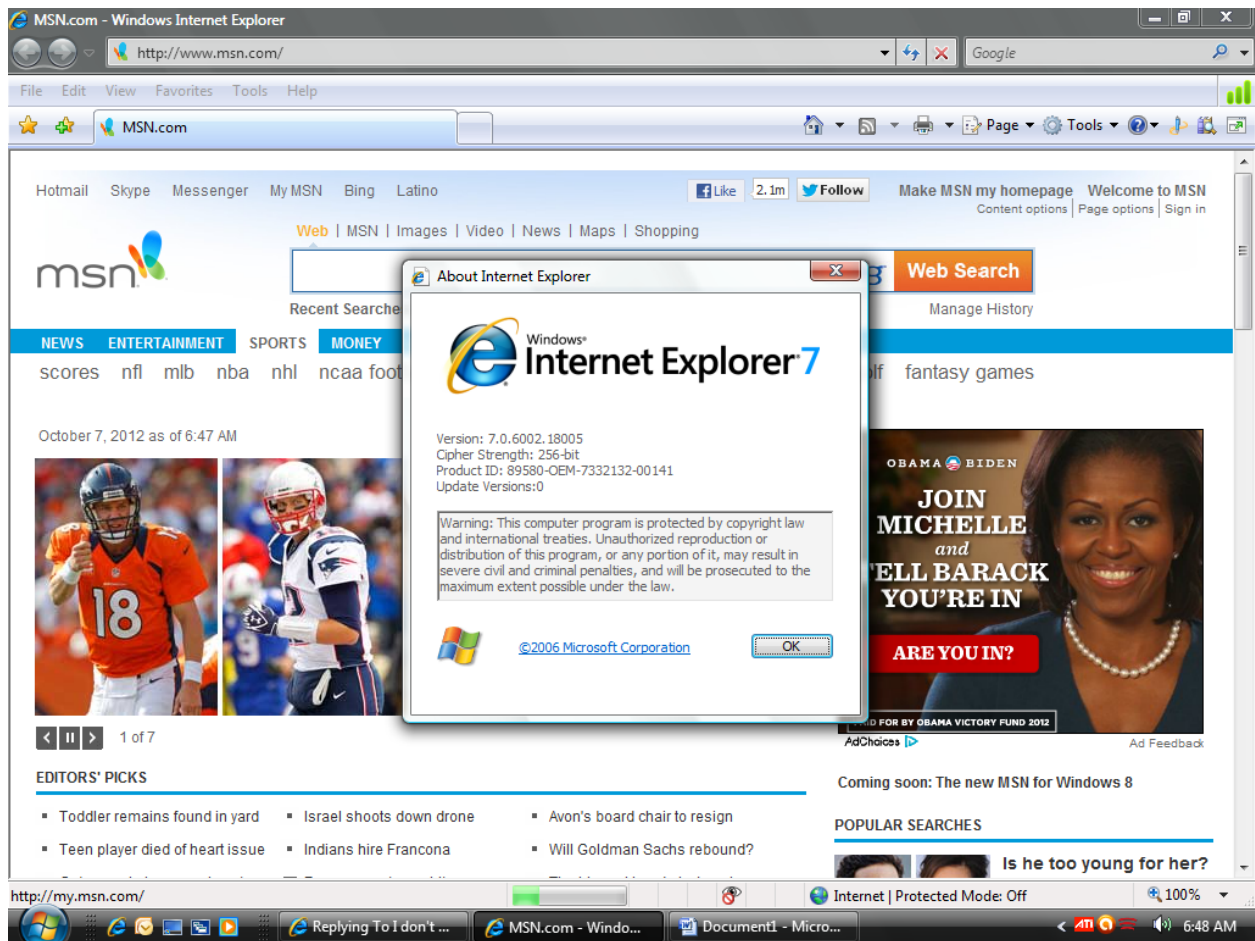 MSN.com - Windows Internet Explorer
http://www.msn.com/
Google
File Edit View Favorites Tools Help
MSN.com
Page Tools
Hotmail Skype Messenger My MSN Bing Latino
Like 2.1m Follow
Make MSN my homepage Welcome to MSN
Content options Page options Sign in
Web | MSN | Images | Video | News | Maps | Shopping
msn
Web Search
Manage History
NEWS ENTERTAINMENT SPORTS MONEY
scores nfl mlb nba nhl ncaa
fantasy games
October 7, 2012 as of 6:47 AM
18
About Internet Explorer
Windows
Internet Explorer 7
Version: 7.0.6002.18005
Cipher Strength: 256-bit
Product ID: 89580-OEM-7332132-00141
Update Versions:0
Warning: This computer program is protected by copyright law
and international treaties. Unauthorized reproduction or
distribution of this program, or any portion of it, may result in
severe civil and criminal penalties, and will be prosecuted to the
maximum extent possible under the law.
©2006 Microsoft Corporation
OK
OBAMA BIDEN
JOIN
MICHELLE
and
TELL BARACK
YOU'RE IN
ARE YOU IN?
FOR BY OBAMA VICTORY FUND 2012
AdChoices
Ad Feedback
1 of 7
EDITORS' PICKS
Toddler remains found in yard
Israel shoots down drone
Avon's board chair to resign
Teen player died of heart issue
Indians hire Francona
Will Goldman Sachs rebound?
Coming soon: The new MSN for Windows 8
POPULAR SEARCHES
Is he too young for her?
http://my.msn.com/
Internet | Protected Mode: Off
100%
Replying To I don't ...
MSN.com - Windo...
Document1 - Micro...
6:48 AM